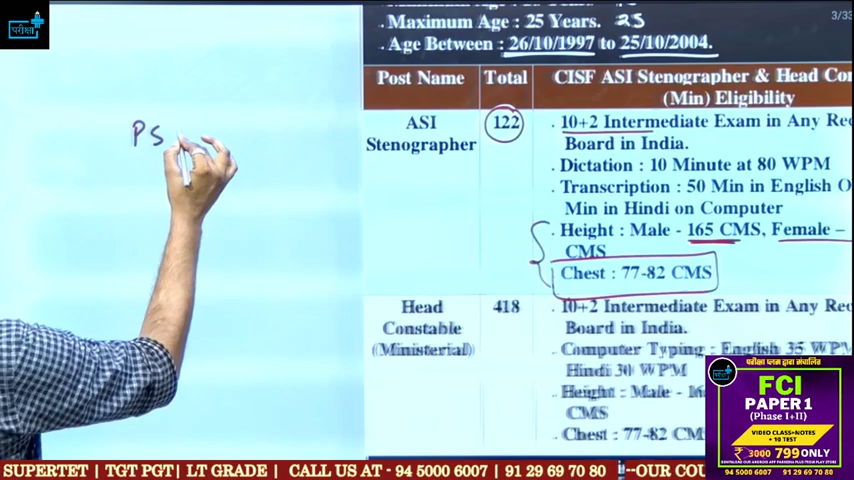 परीक्षा
3/33
. Maximum Age : 25 Years. 25
. Age Between : 26/10/1997 to 25/10/2004.
Post Name Total CISF ASI Stenographer & Head Con
(Min) Eligibility
ASI
Stenographer
122
. 10+2 Intermediate Exam in Any Rec
Board in India.
. Dictation : 10 Minute at 80 WPM
. Transcription : 50 Min in English O
Min in Hindi on Computer
. Height : Male - 165 CMS, Female –
CMS
. Chest : 77-82 CMS
PS
Head
Constable
(Ministerial)
418
. 10+2 Intermediate Exam in Any Rec
Board in India.
. Computer Typing : English 35 WPM
Hindi 30 WPM
. Height : Male - 16
CMS
. Chest : 77-82 CM
परीक्षा प्लस द्वारा संचालित
परीक्षा
FCI
PAPER 1
(Phase I+II)
VIDEO CLASS+NOTES
+ 10 TEST
₹ 3000 799 ONLY
94 5000 6007 | 91 29 69 70 80
SUPERTET | TGT PGT| LT GRADE | CALL US AT - 94 5000 6007 | 91 29 69 70 80 --OUR COU